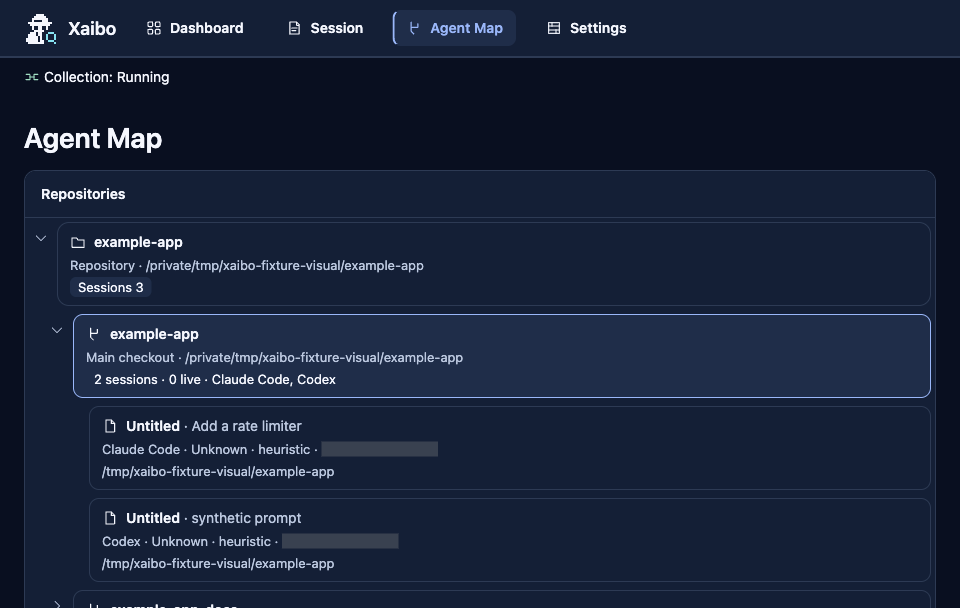 Xaibo
Dashboard
Session
Agent Map
Settings
Collection: Running
Agent Map
Repositories
example-app
Repository · /private/tmp/xaibo-fixture-visual/example-app
Sessions 3
example-app
Main checkout · /private/tmp/xaibo-fixture-visual/example-app
2 sessions · 0 live · Claude Code, Codex
Untitled · Add a rate limiter
Claude Code · Unknown · heuristic ·
/tmp/xaibo-fixture-visual/example-app
Untitled · synthetic prompt
Codex · Unknown · heuristic ·
/tmp/xaibo-fixture-visual/example-app